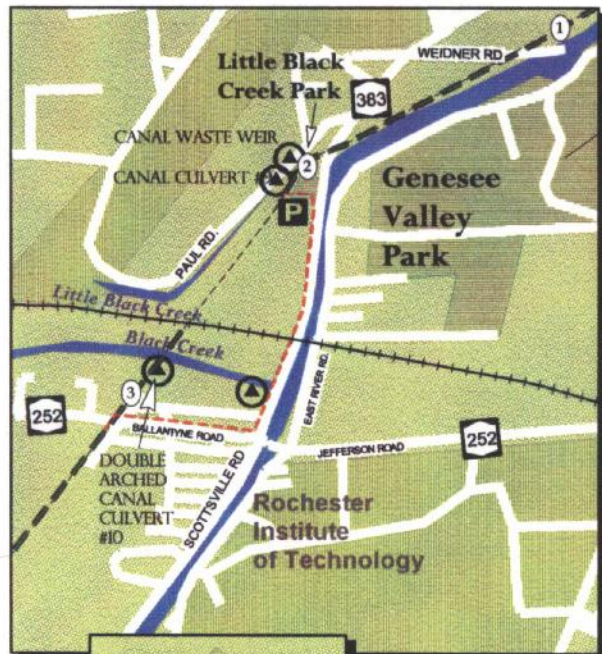 1
WEIDNER RD
Little Black
Creek Park
383
CANAL WASTE WEIR
2
CANAL CULVERT
P
Genesee
Valley
Park
PAUL RD.
Little Black Creek
Black Creek
3
EAST RIVER RD.
252
BALLANTYNE ROAD
JEFFERSON ROAD
252
DOUBLE
ARCHED
CANAL
CULVERT
#10
SCOTTSVILLE RD
Rochester
Institute
of Technology